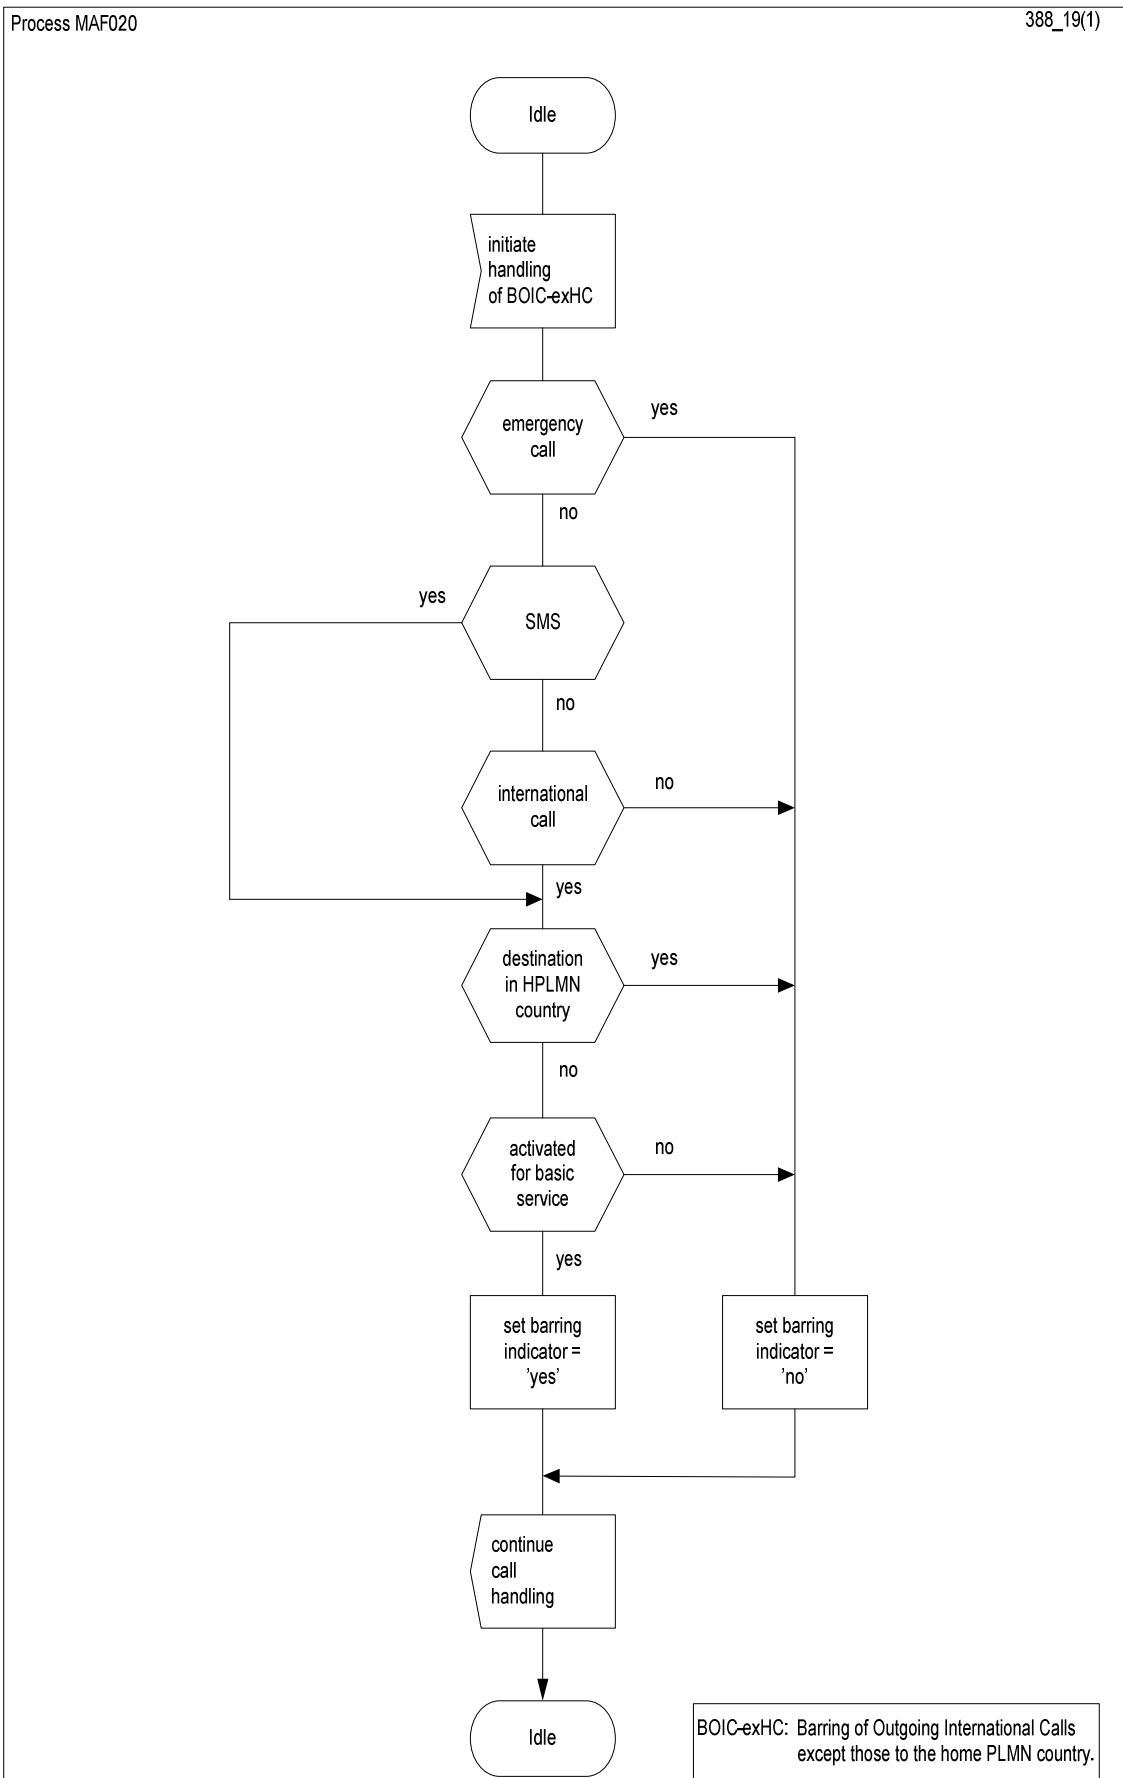 Process MAF020
388_19(1)
Idle
initiate
handling
of BOIC-exHC
emergency
call
yes
no
SMS
yes
no
international
call
no
yes
destination
in HPLMN
country
yes
no
activated
for basic
service
no
yes
set barring
indicator =
'yes'
set barring
indicator =
'no'
continue
call
handling
Idle
BOIC-exHC: Barring of Outgoing International Calls
except those to the home PLMN country.